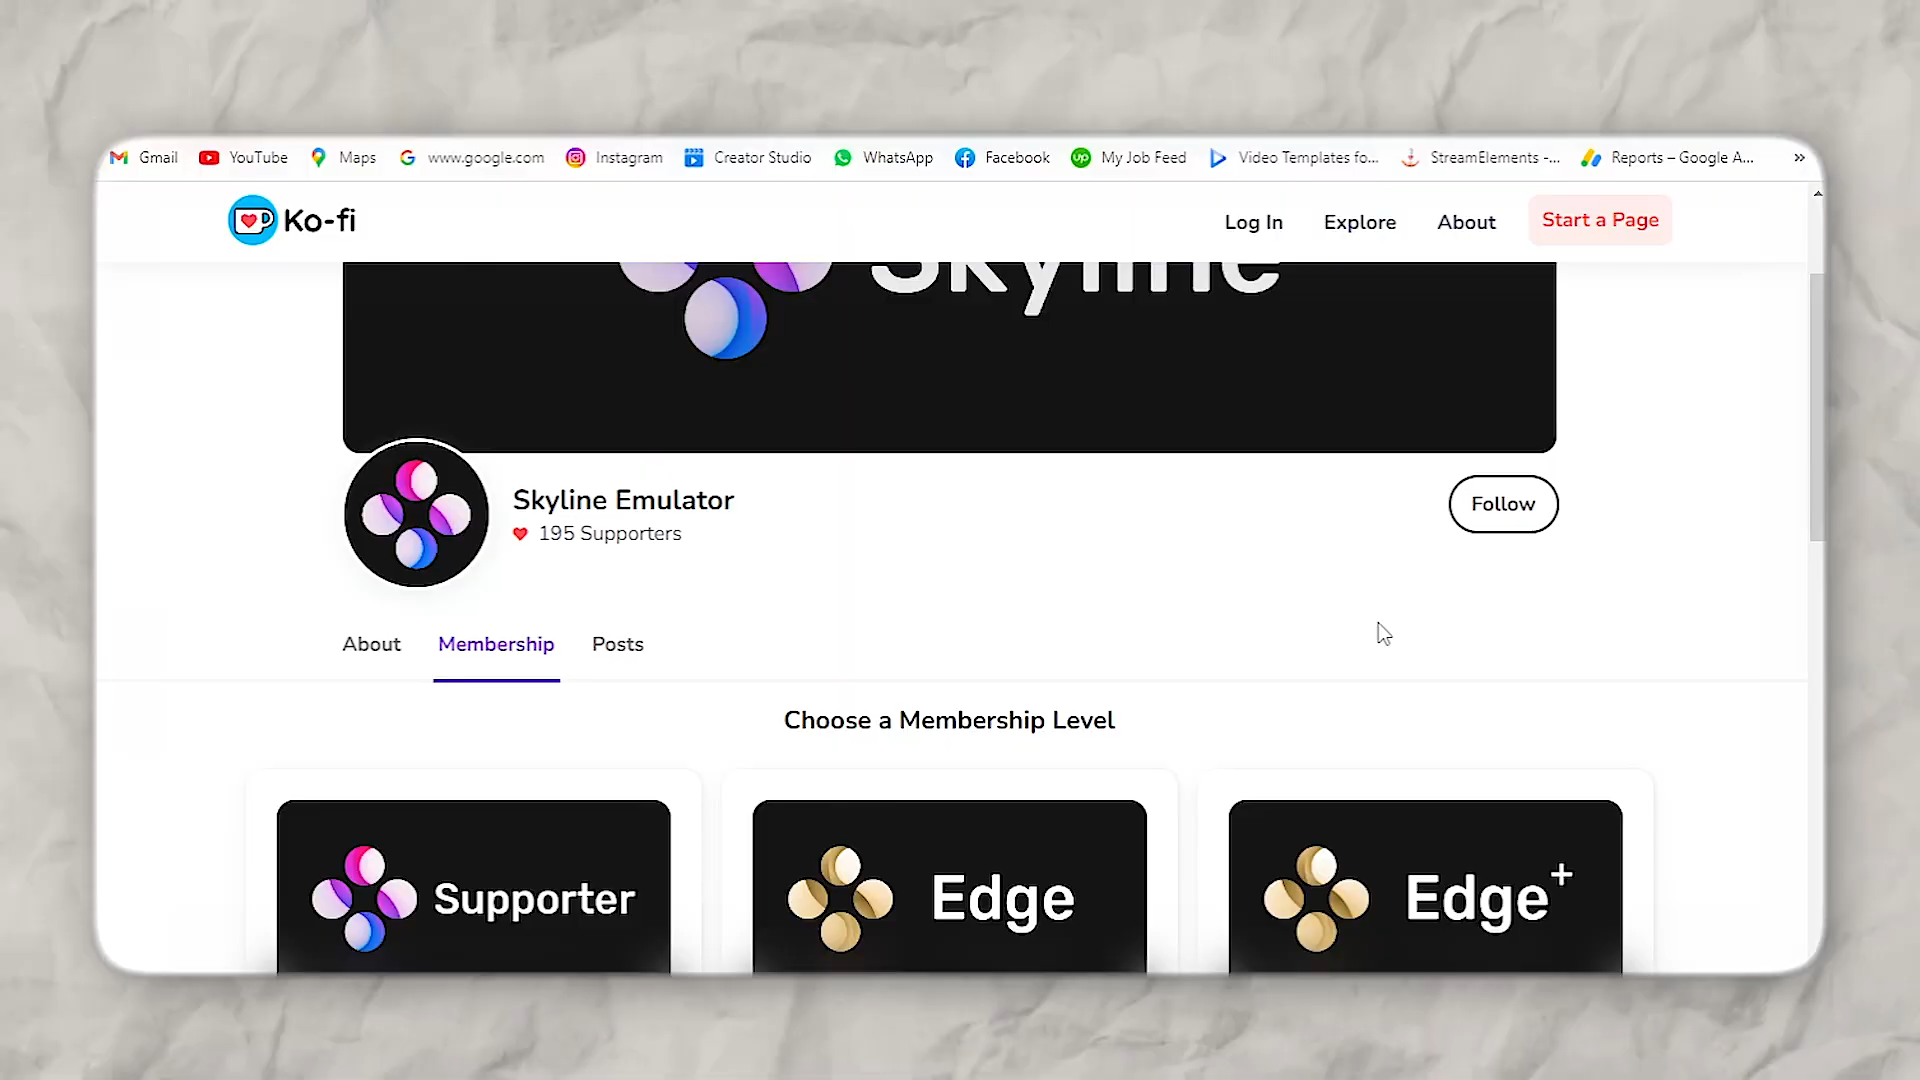 Gmail YouTube Maps www.google.com Instagram Creator Studio WhatsApp Facebook My Job Feed Video Templates fo... StreamElements -... Reports – Google A... »
Ko-fi Log In Explore About Start a Page
Skyline
Skyline Emulator
195 Supporters
Follow
About Membership Posts
Choose a Membership Level
Supporter Edge Edge+